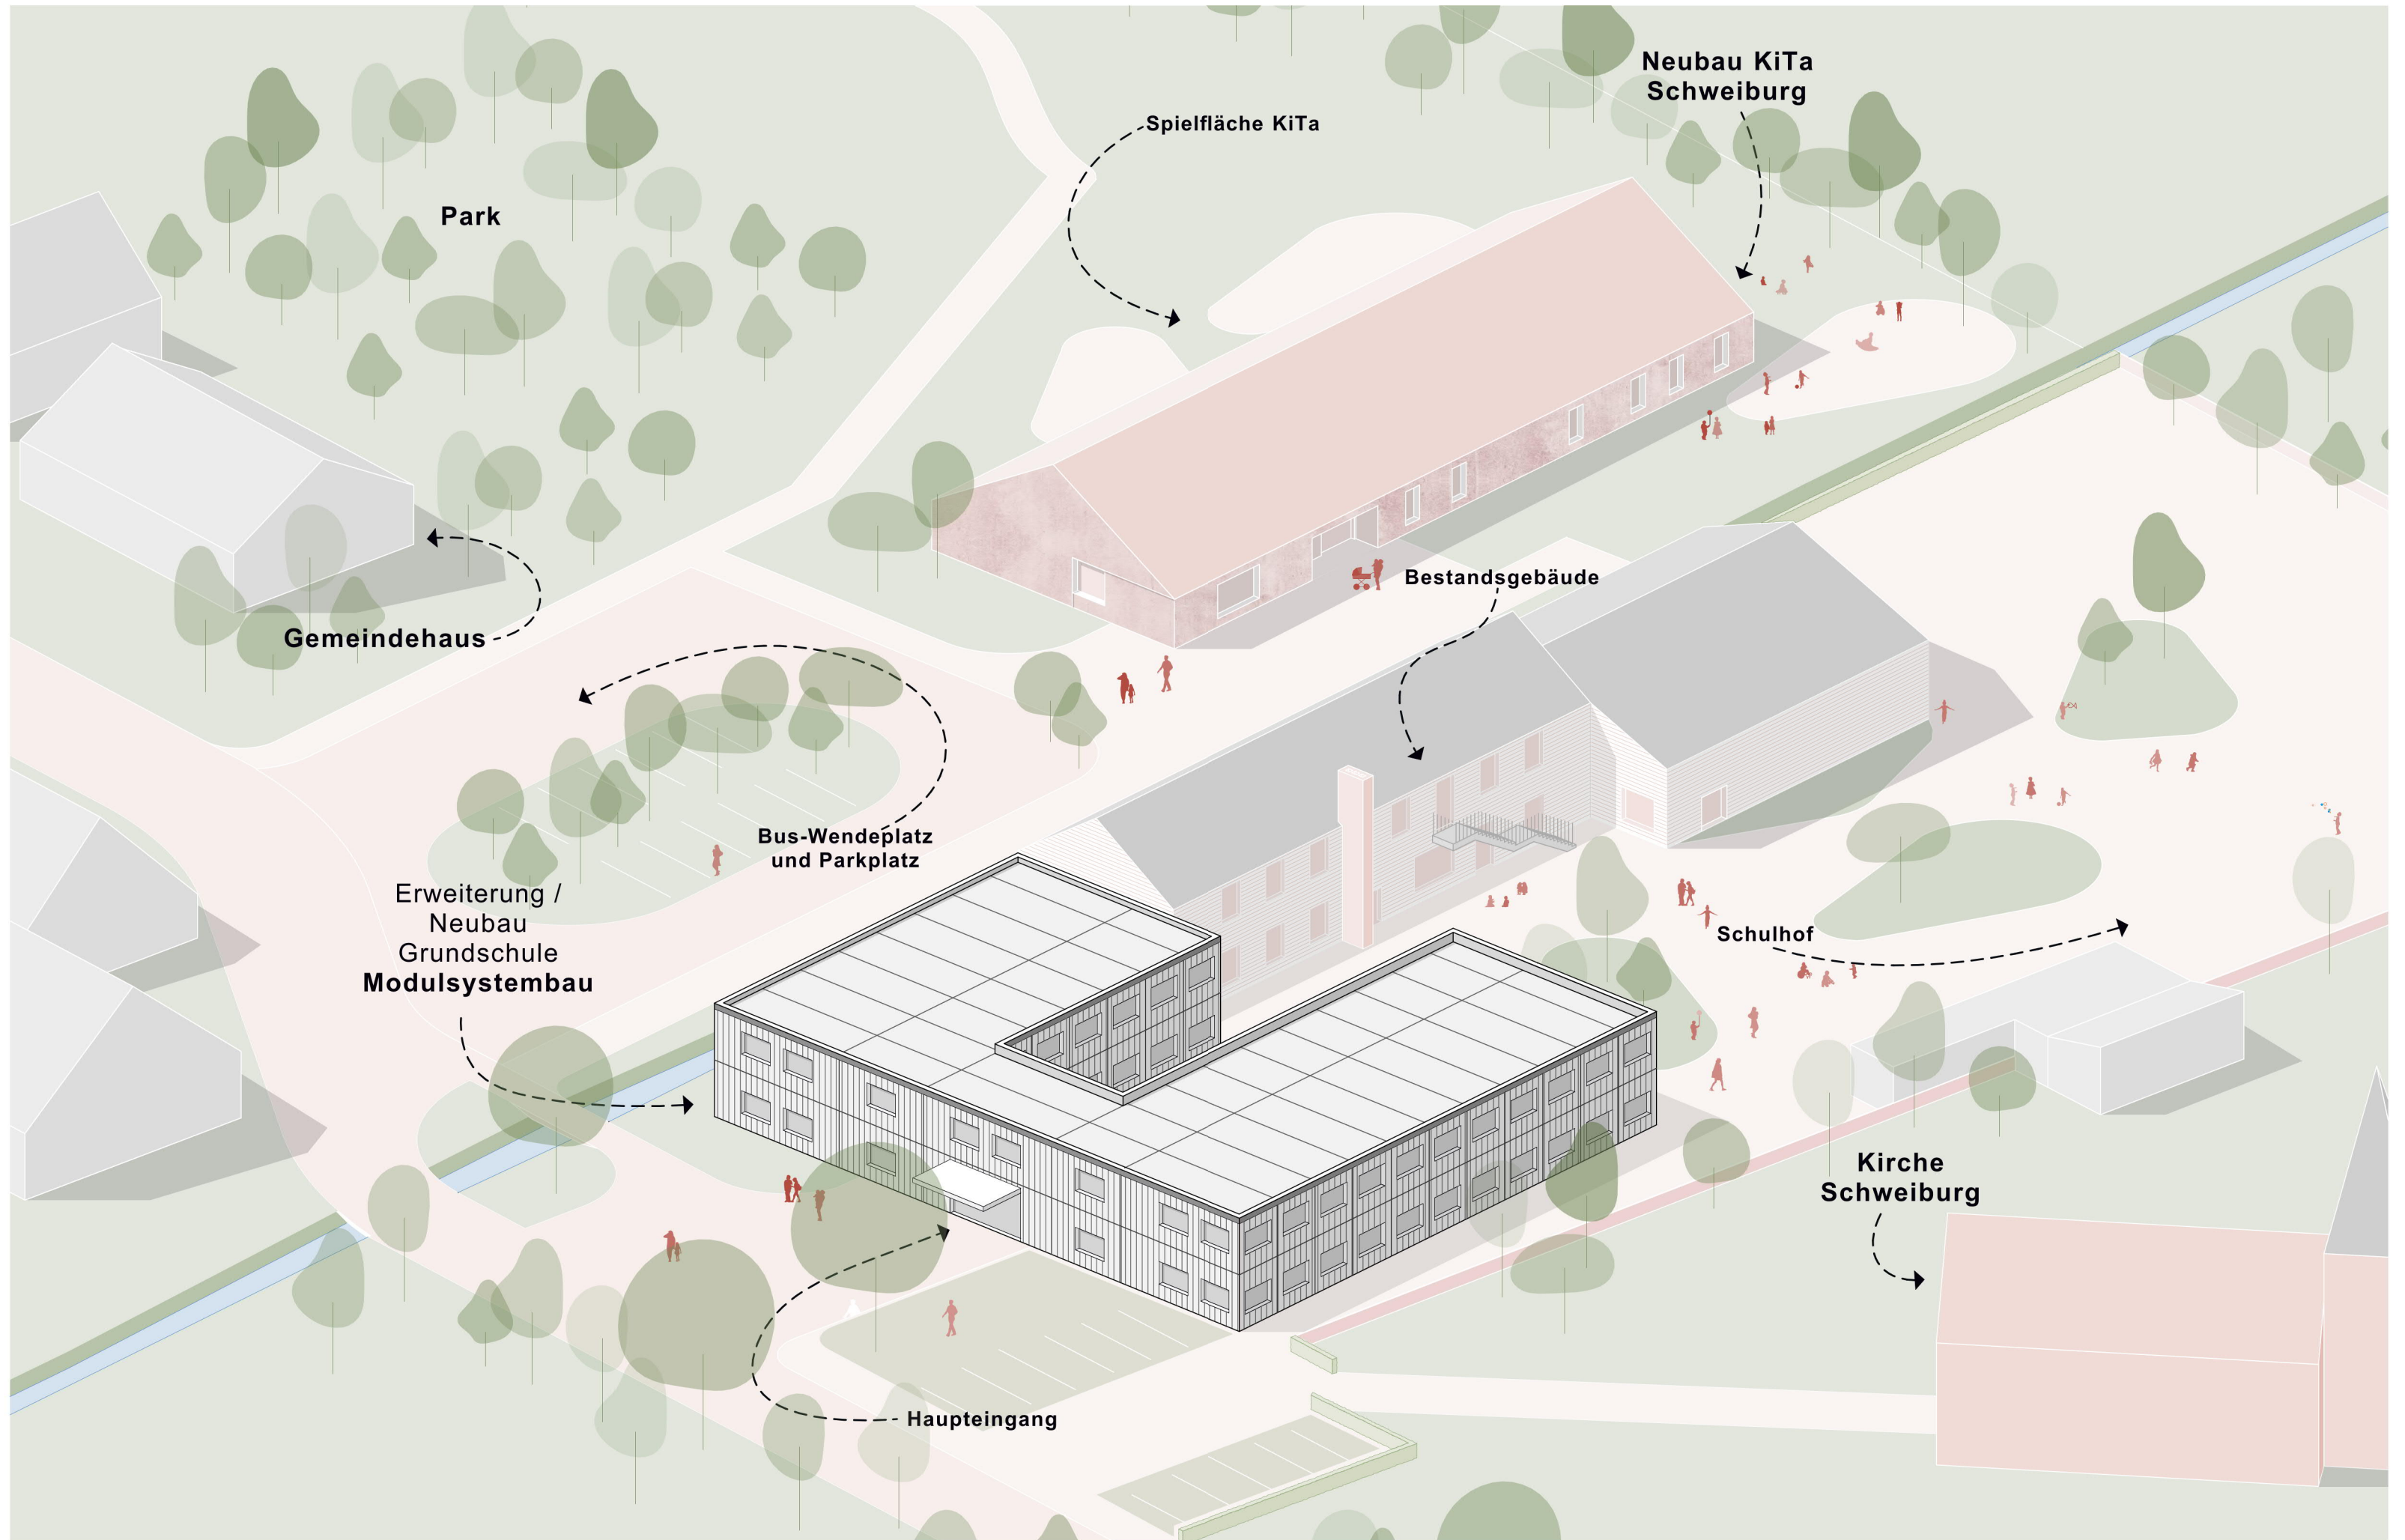 Neubau KiTa
Schweiburg
Spielfläche KiTa
Park
Bestandsgebäude
Gemeindehaus
Bus-Wendeplatz
und Parkplatz
Erweiterung /
Neubau
Grundschule
Modulsystembau
Schulhof
Kirche
Schweiburg
Haupteingang